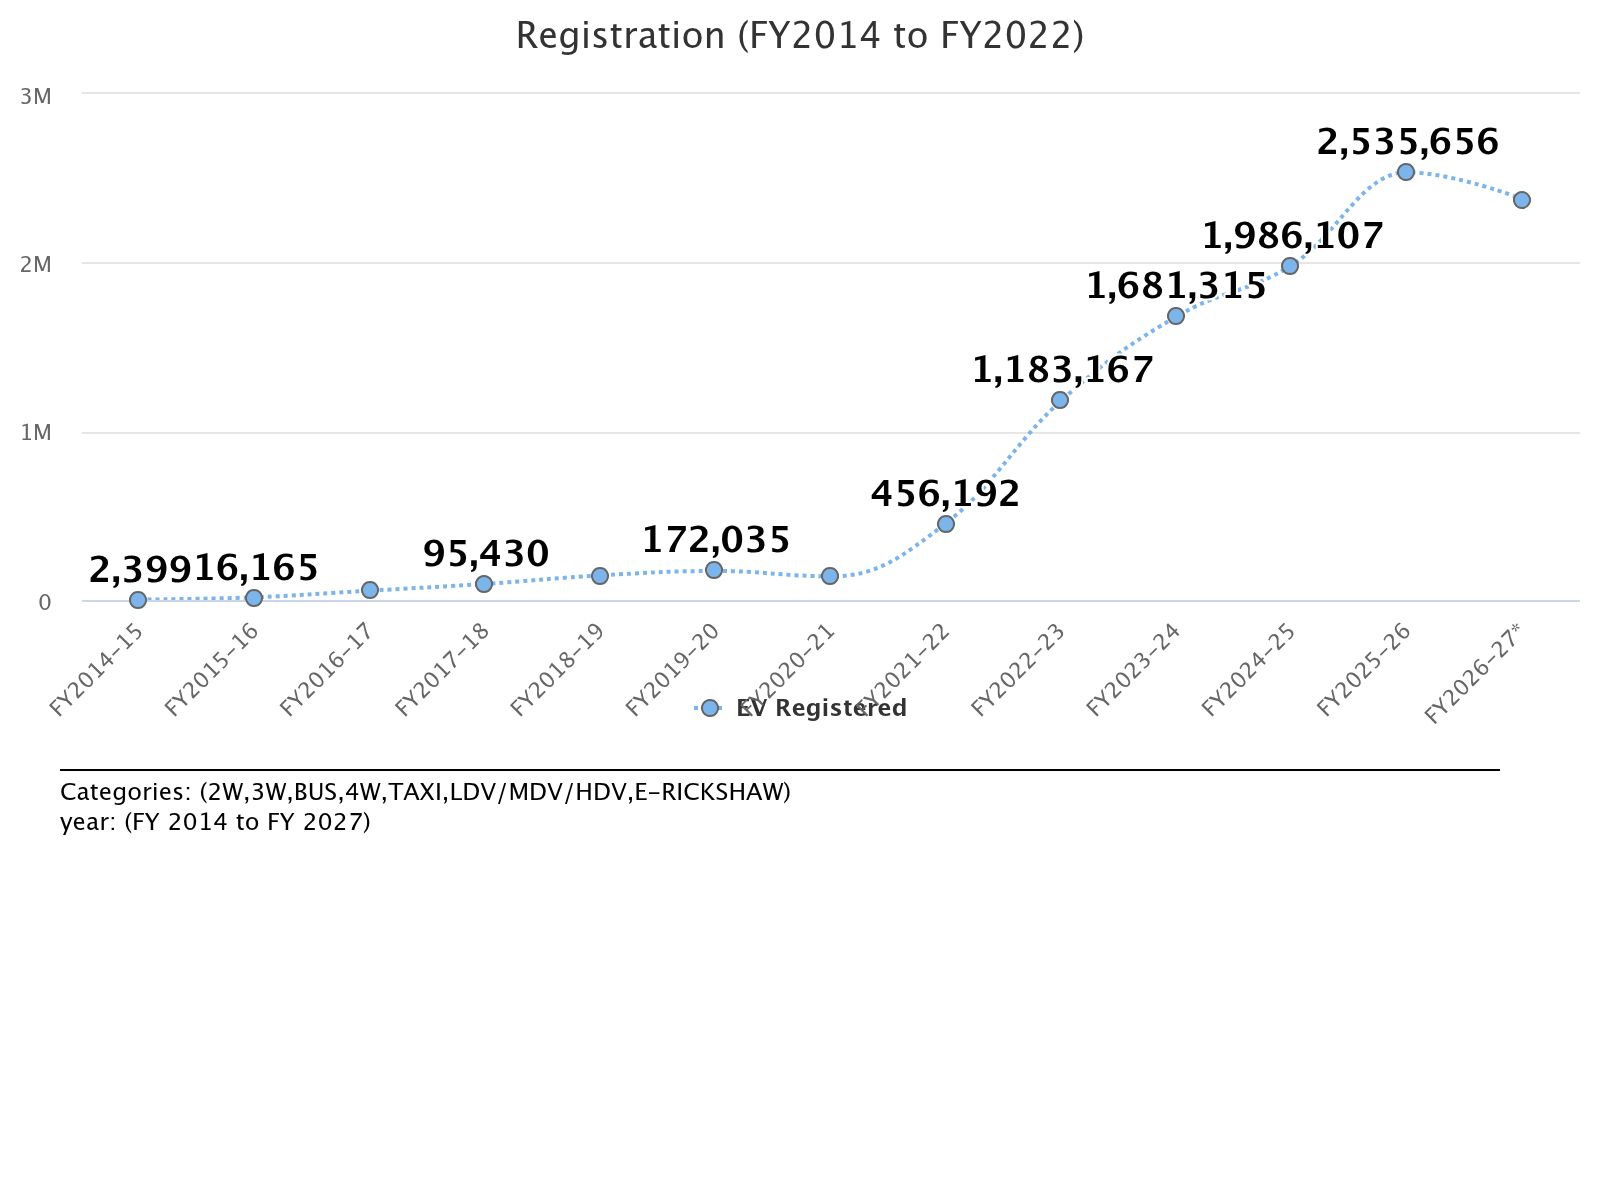 Registration (FY2014 to FY2022)
3M
2M
1M
0
2,399
16,165
95,430
172,035
456,192
1,183,167
1,681,315
1,986,107
2,535,656
FY2014-15
FY2015-16
FY2016-17
FY2017-18
FY2018-19
FY2019-20
FY2020-21
FY2021-22
FY2022-23
FY2023-24
FY2024-25
FY2025-26
FY2026-27*
EV Registered
Categories: (2W,3W,BUS,4W,TAXI,LDV/MDV/HDV,E-RICKSHAW)
year: (FY 2014 to FY 2027)